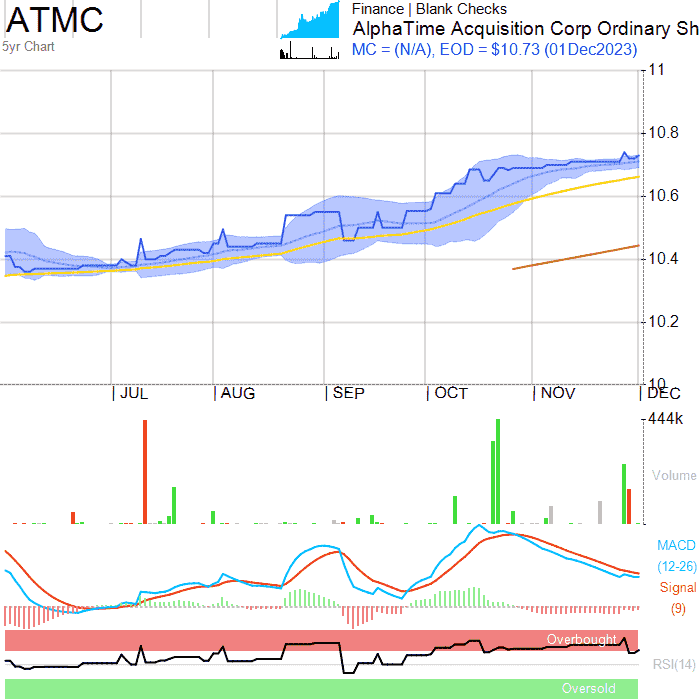 ATMC
5yr Chart
Finance | Blank Checks
AlphaTime Acquisition Corp Ordinary Sh
MC = (N/A), EOD = $10.73 (01Dec2023)
11
10.8
10.6
10.4
10.2
10
JUL AUG SEP OCT NOV DEC
444k
Volume
MACD
(12-26)
Signal
(9)
Overbought
RSI(14)
Oversold